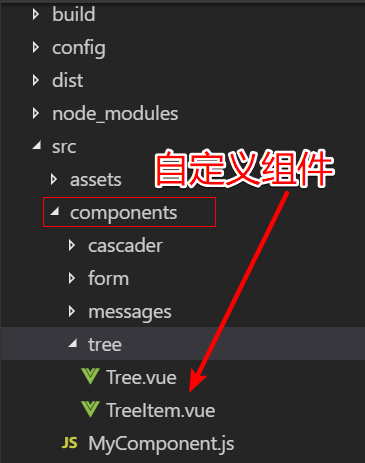 build
config
dist
node_modules
src
自定义组件
assets
components
cascader
form
messages
tree
Tree.vue
TreeItem.vue
JS MyComponent.js